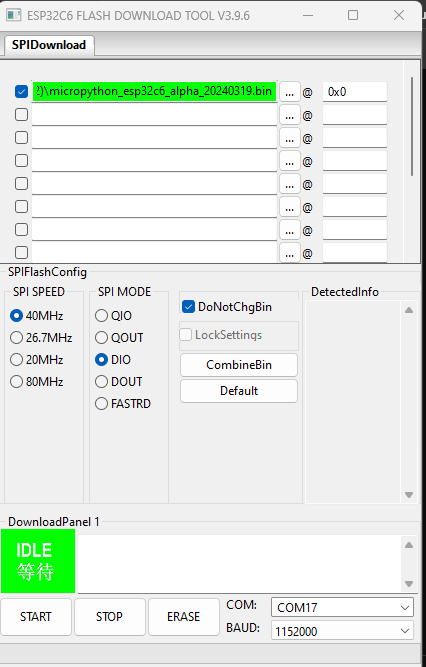 ESP32C6 FLASH DOWNLOAD TOOL V3.9.6
SPIDownload
?)\micropython_esp32c6_alpha_20240319.bin ... @ 0x0
... @
... @
... @
... @
... @
... @
... @
SPIFlashConfig
SPI SPEED
40MHz
26.7MHz
20MHz
80MHz
SPI MODE
QIO
QOUT
DIO
DOUT
FASTRD
DoNotChgBin
LockSettings
CombineBin
Default
DetectedInfo
DownloadPanel 1
IDLE
等待
START STOP ERASE
COM: COM17
BAUD: 1152000